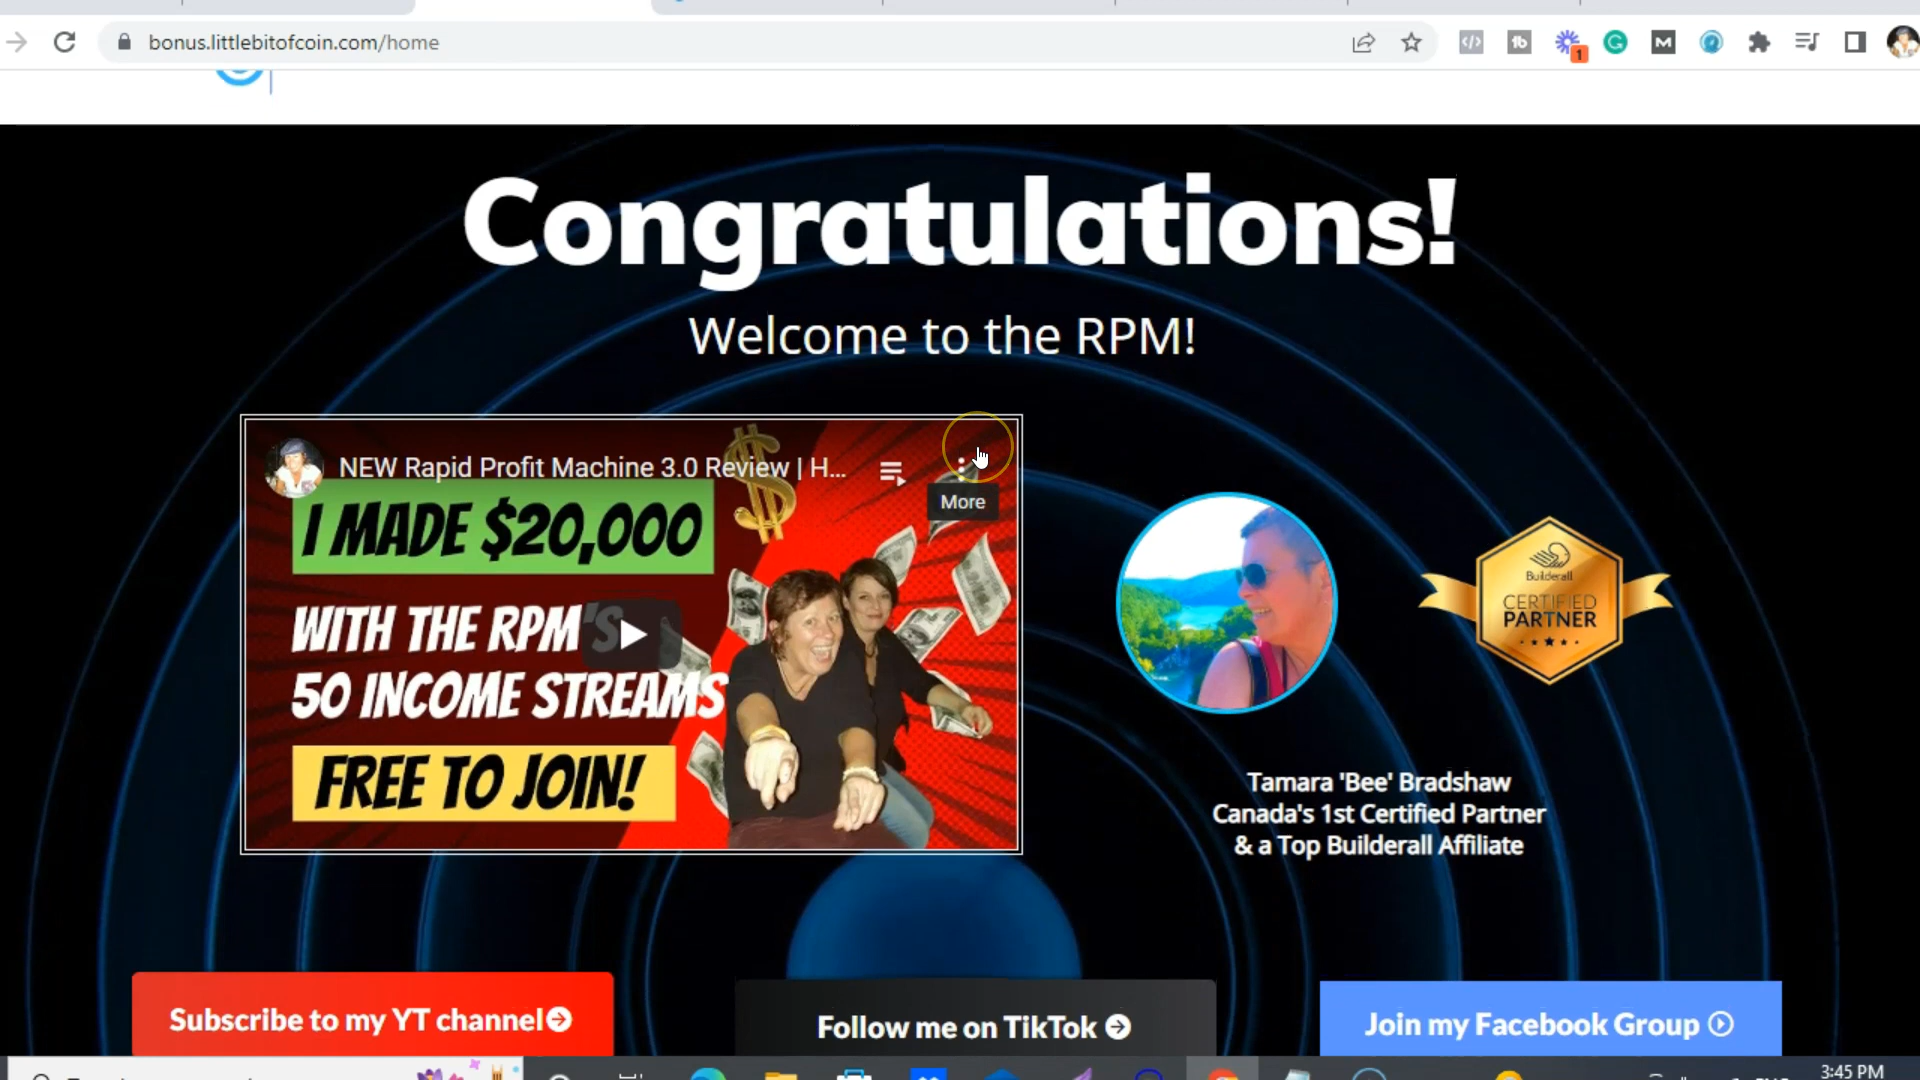 bonus.littlebitofcoin.com/home
1
Congratulations!
Welcome to the RPM!
NEW Rapid Profit Machine 3.0 Review | H...
More
I MADE $20,000
WITH THE RPM'S
50 INCOME STREAMS
FREE TO JOIN!
Builderall
CERTIFIED
PARTNER
Tamara 'Bee' Bradshaw
Canada's 1st Certified Partner
& a Top Builderall Affiliate
Subscribe to my YT channel
Follow me on TikTok
Join my Facebook Group
3:45 PM